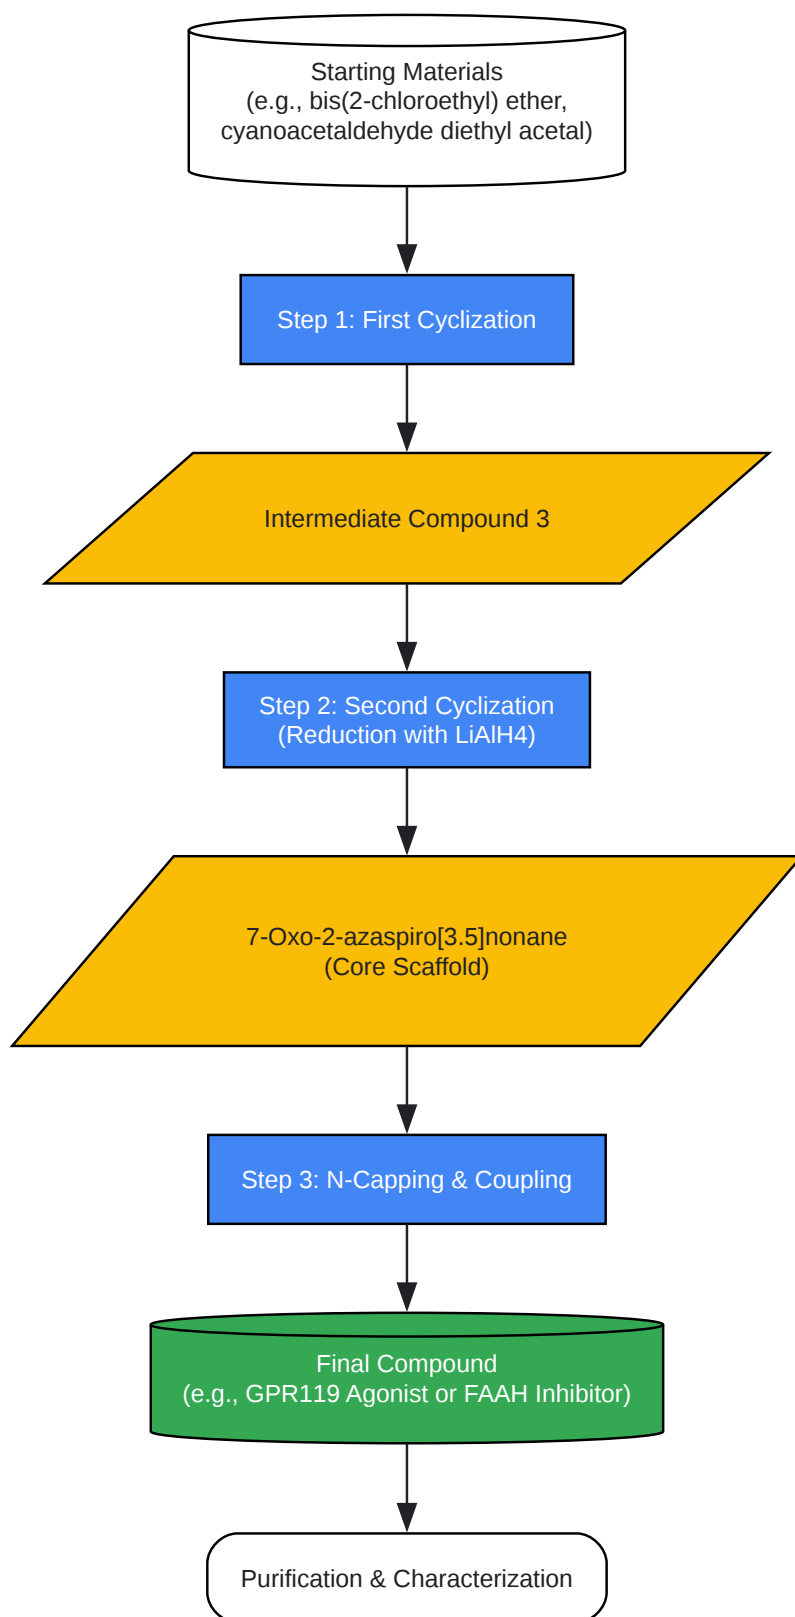 Starting Materials
(e.g., bis(2-chloroethyl) ether,
cyanoacetaldehyde diethyl acetal)
Step 1: First Cyclization
Intermediate Compound 3
Step 2: Second Cyclization
(Reduction with LiAlH4)
7-Oxo-2-azaspiro[3.5]nonane
(Core Scaffold)
Step 3: N-Capping & Coupling
Final Compound
(e.g., GPR119 Agonist or FAAH Inhibitor)
Purification & Characterization